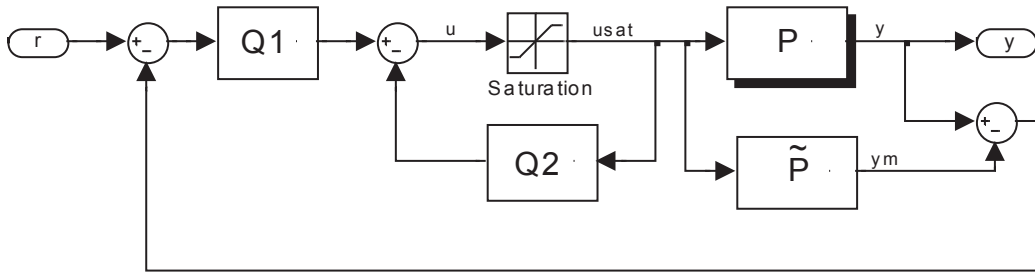 r
+
-
Q1
+
-
u
usat
Saturation
P
y
y
Q2
P̃
ym
+
-